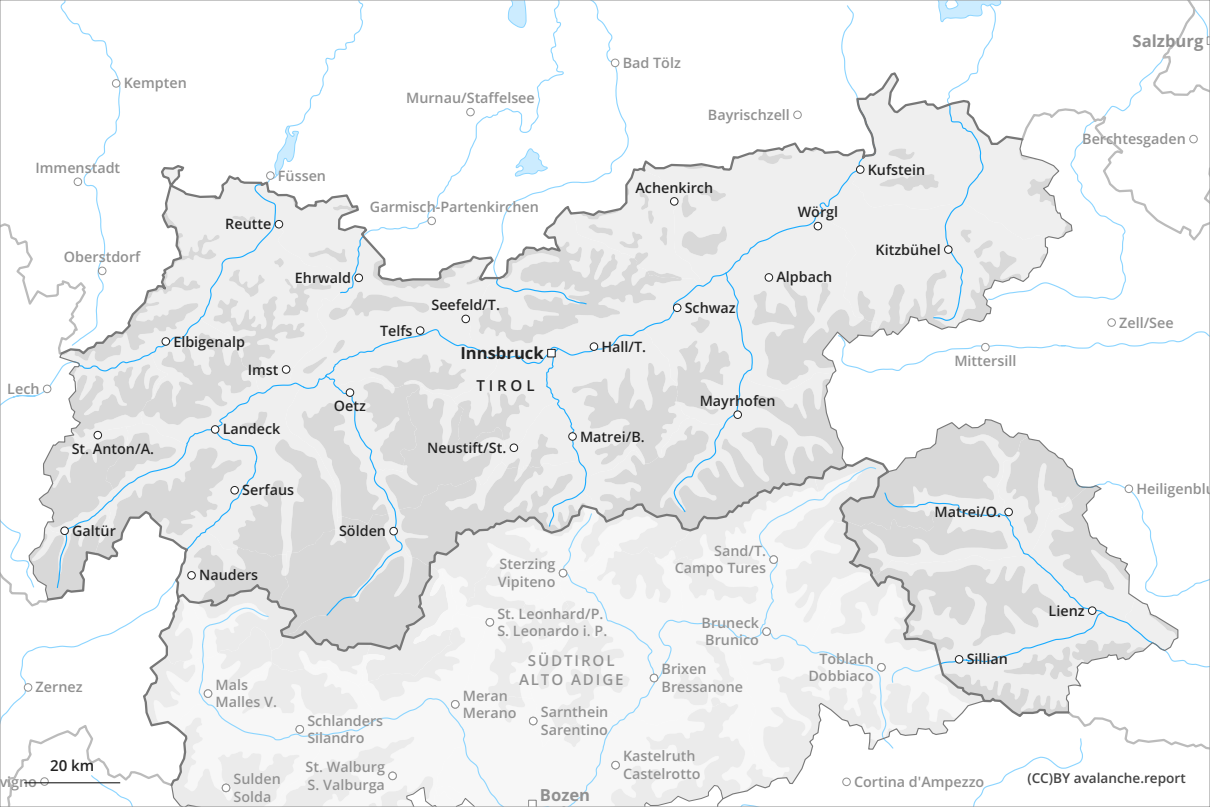 Salzburg
Bad Tölz
Kempten
Murnau/Staffelsee
Bayrischzell
Berchtesgaden
Immenstadt
Füssen
Kufstein
Achenkirch
Garmisch-Partenkirchen
Wörgl
Reutte
Kitzbühel
Oberstdorf
Ehrwald
Alpbach
Seefeld/T.
Schwaz
Zell/See
Telfs
Elbigenalp
Innsbruck
Hall/T.
Mittersill
Imst
TIROL
Lech
Oetz
Mayrhofen
Landeck
Matrei/B.
St. Anton/A.
Neustift/St.
Serfaus
Heiligenblu
Matrei/O.
Galtür
Sölden
Sand/T.
Campo Tures
Sterzing
Vipiteno
Nauders
Lienz
St. Leonhard/P.
S. Leonardo i. P.
Bruneck
Brunico
SÜDTIROL
ALTO ADIGE
Toblach
Dobbiaco
Sillian
Brixen
Bressanone
Zernez
Mals
Malles V.
Meran
Merano
Sarnthein
Sarentino
Schlanders
Silandro
Kastelruth
Castelrotto
20 km
St. Walburg
S. Valburga
vigno
Sulden
Solda
Cortina d'Ampezzo
(CC)BY avalanche.report
Bozen